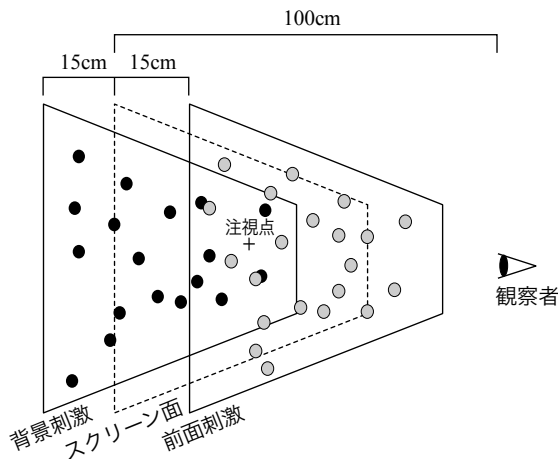 100cm
15cm
15cm
注視点
+
観察者
背景刺激
スクリーン面
前面刺激